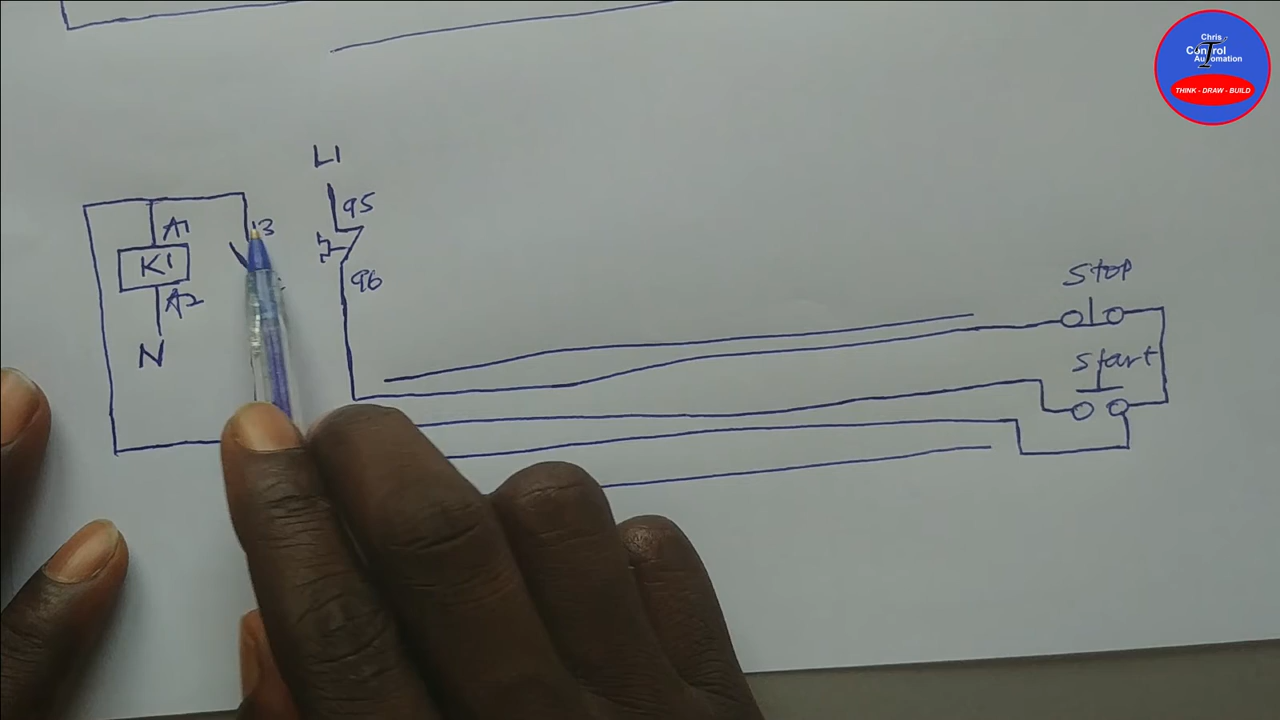 Chris
Control
Automation
THINK - DRAW - BUILD
L1
95
A1
13
K1
96
A2
N
Stop
Start